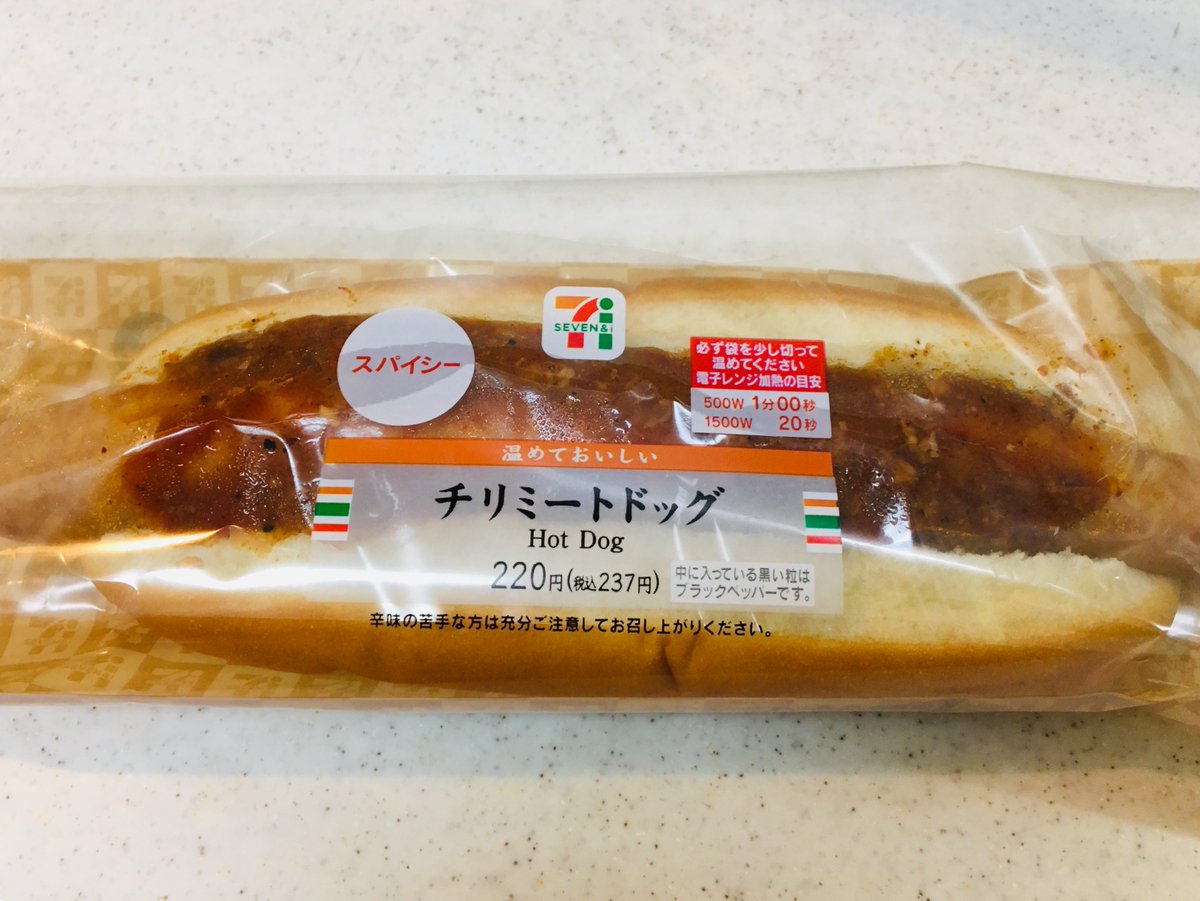 SEVEN&i
スパイシー
必ず袋を少し切って
温めてください
電子レンジ加熱の目安
500W 1分00秒
1500W 20秒
温めておいしい
チリミートドッグ
Hot Dog
220円(税込237円)
中に入っている黒い粒は
ブラックペッパーです。
辛味の苦手な方は充分ご注意してお召し上がりください。